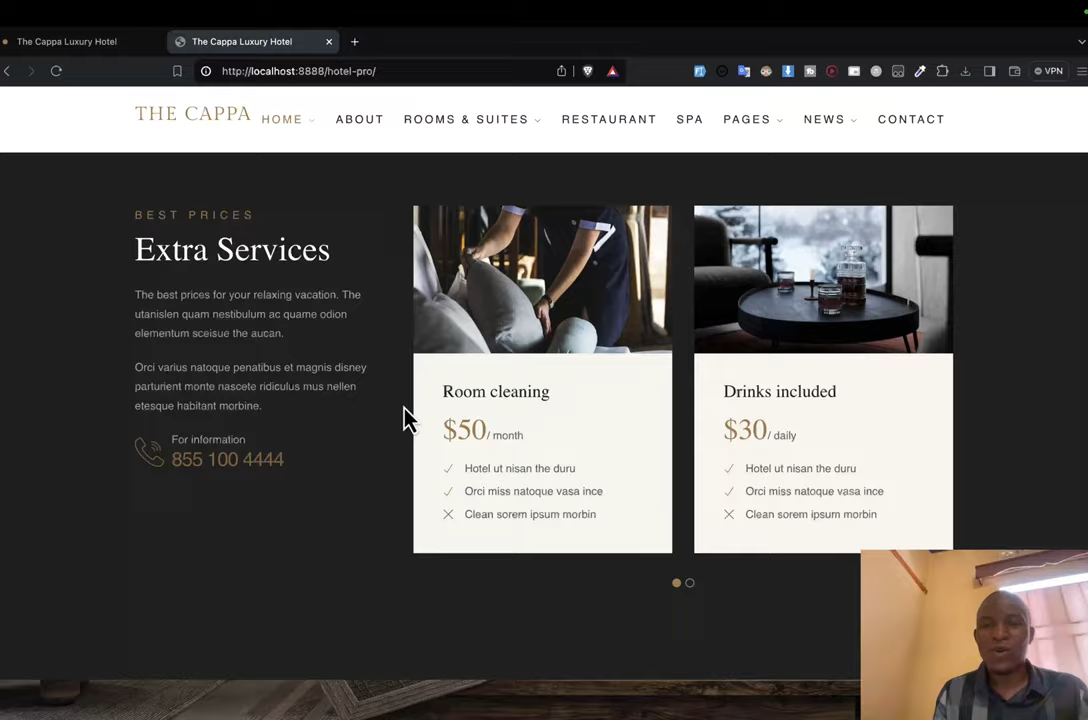 The Cappa Luxury Hotel
The Cappa Luxury Hotel
http://localhost:8888/hotel-pro/
VPN
THE CAPPA
HOME
ABOUT
ROOMS & SUITES
RESTAURANT
SPA
PAGES
NEWS
CONTACT
BEST PRICES
Extra Services
The best prices for your relaxing vacation. The
utanislen quam nestibulum ac quame odion
elementum sceisue the aucan.
Orci varius natoque penatibus et magnis disney
parturient monte nascete ridiculus mus nellen
etesque habitant morbine.
For information
855 100 4444
Room cleaning
$50/ month
Hotel ut nisan the duru
Orci miss natoque vasa ince
Clean sorem ipsum morbin
Drinks included
$30/ daily
Hotel ut nisan the duru
Orci miss natoque vasa ince
Clean sorem ipsum morbin